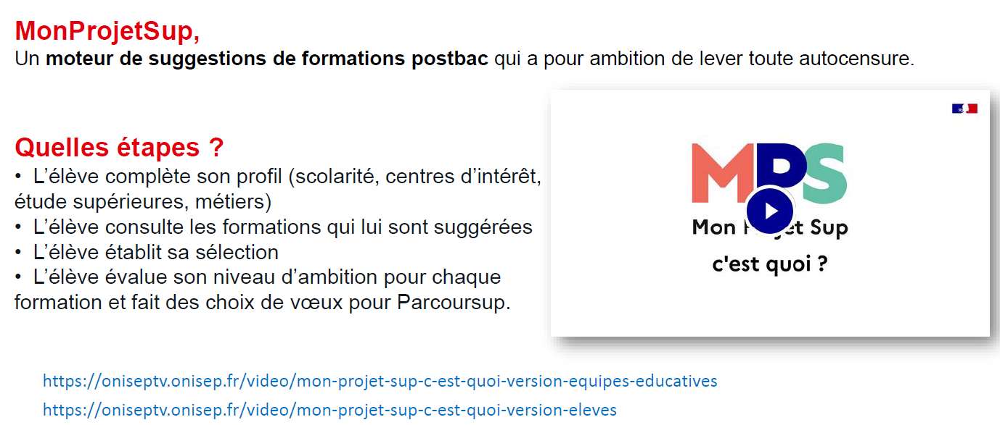 MonProjetSup,
Un moteur de suggestions de formations postbac qui a pour ambition de lever toute autocensure.
Quelles étapes ?
• L’élève complète son profil (scolarité, centres d’intérêt,
étude supérieures, métiers)
• L’élève consulte les formations qui lui sont suggérées
• L’élève établit sa sélection
• L’élève évalue son niveau d’ambition pour chaque
formation et fait des choix de vœux pour Parcoursup.
MPS
Mon Projet Sup
c'est quoi ?
https://oniseptv.onisep.fr/video/mon-projet-sup-c-est-quoi-version-equipes-educatives
https://oniseptv.onisep.fr/video/mon-projet-sup-c-est-quoi-version-eleves